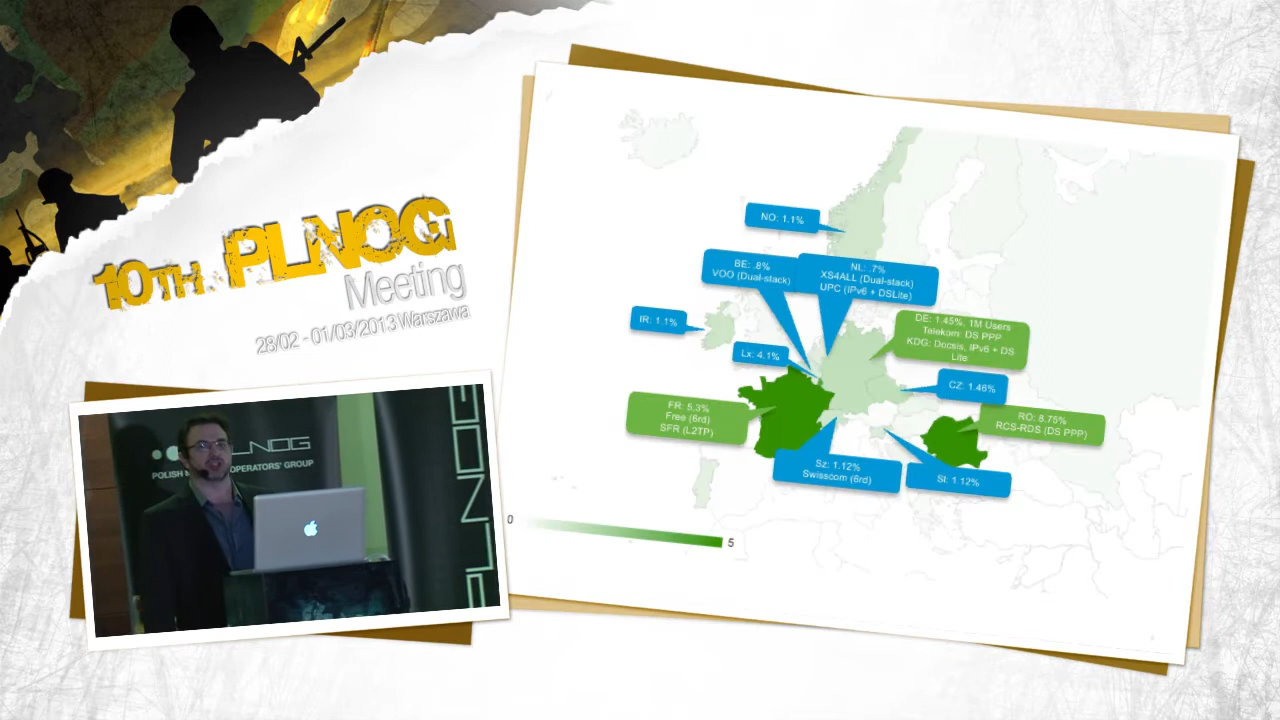 10TH. PLNOG
Meeting
28/02 - 01/03/2013 Warszawa
PLNOG
POLISH N OPERATORS' GROUP
PLNOG
NO: 1.1%
BE: .8%
VOO (Dual-stack)
NL: .7%
XS4ALL (Dual-stack)
UPC (IPv6 + DSLite)
IR: 1.1%
Lx: 4.1%
DE: 1.45%, 1M Users
Telekom: DS PPP
KDG: Docsis, IPv6 + DS
Lite
CZ: 1.46%
FR: 5,3%
Free (6rd)
SFR (L2TP)
RO: 8.75%
RCS-RDS (DS PPP)
Sz: 1.12%
Swisscom (6rd)
SI: 1.12%
0
5